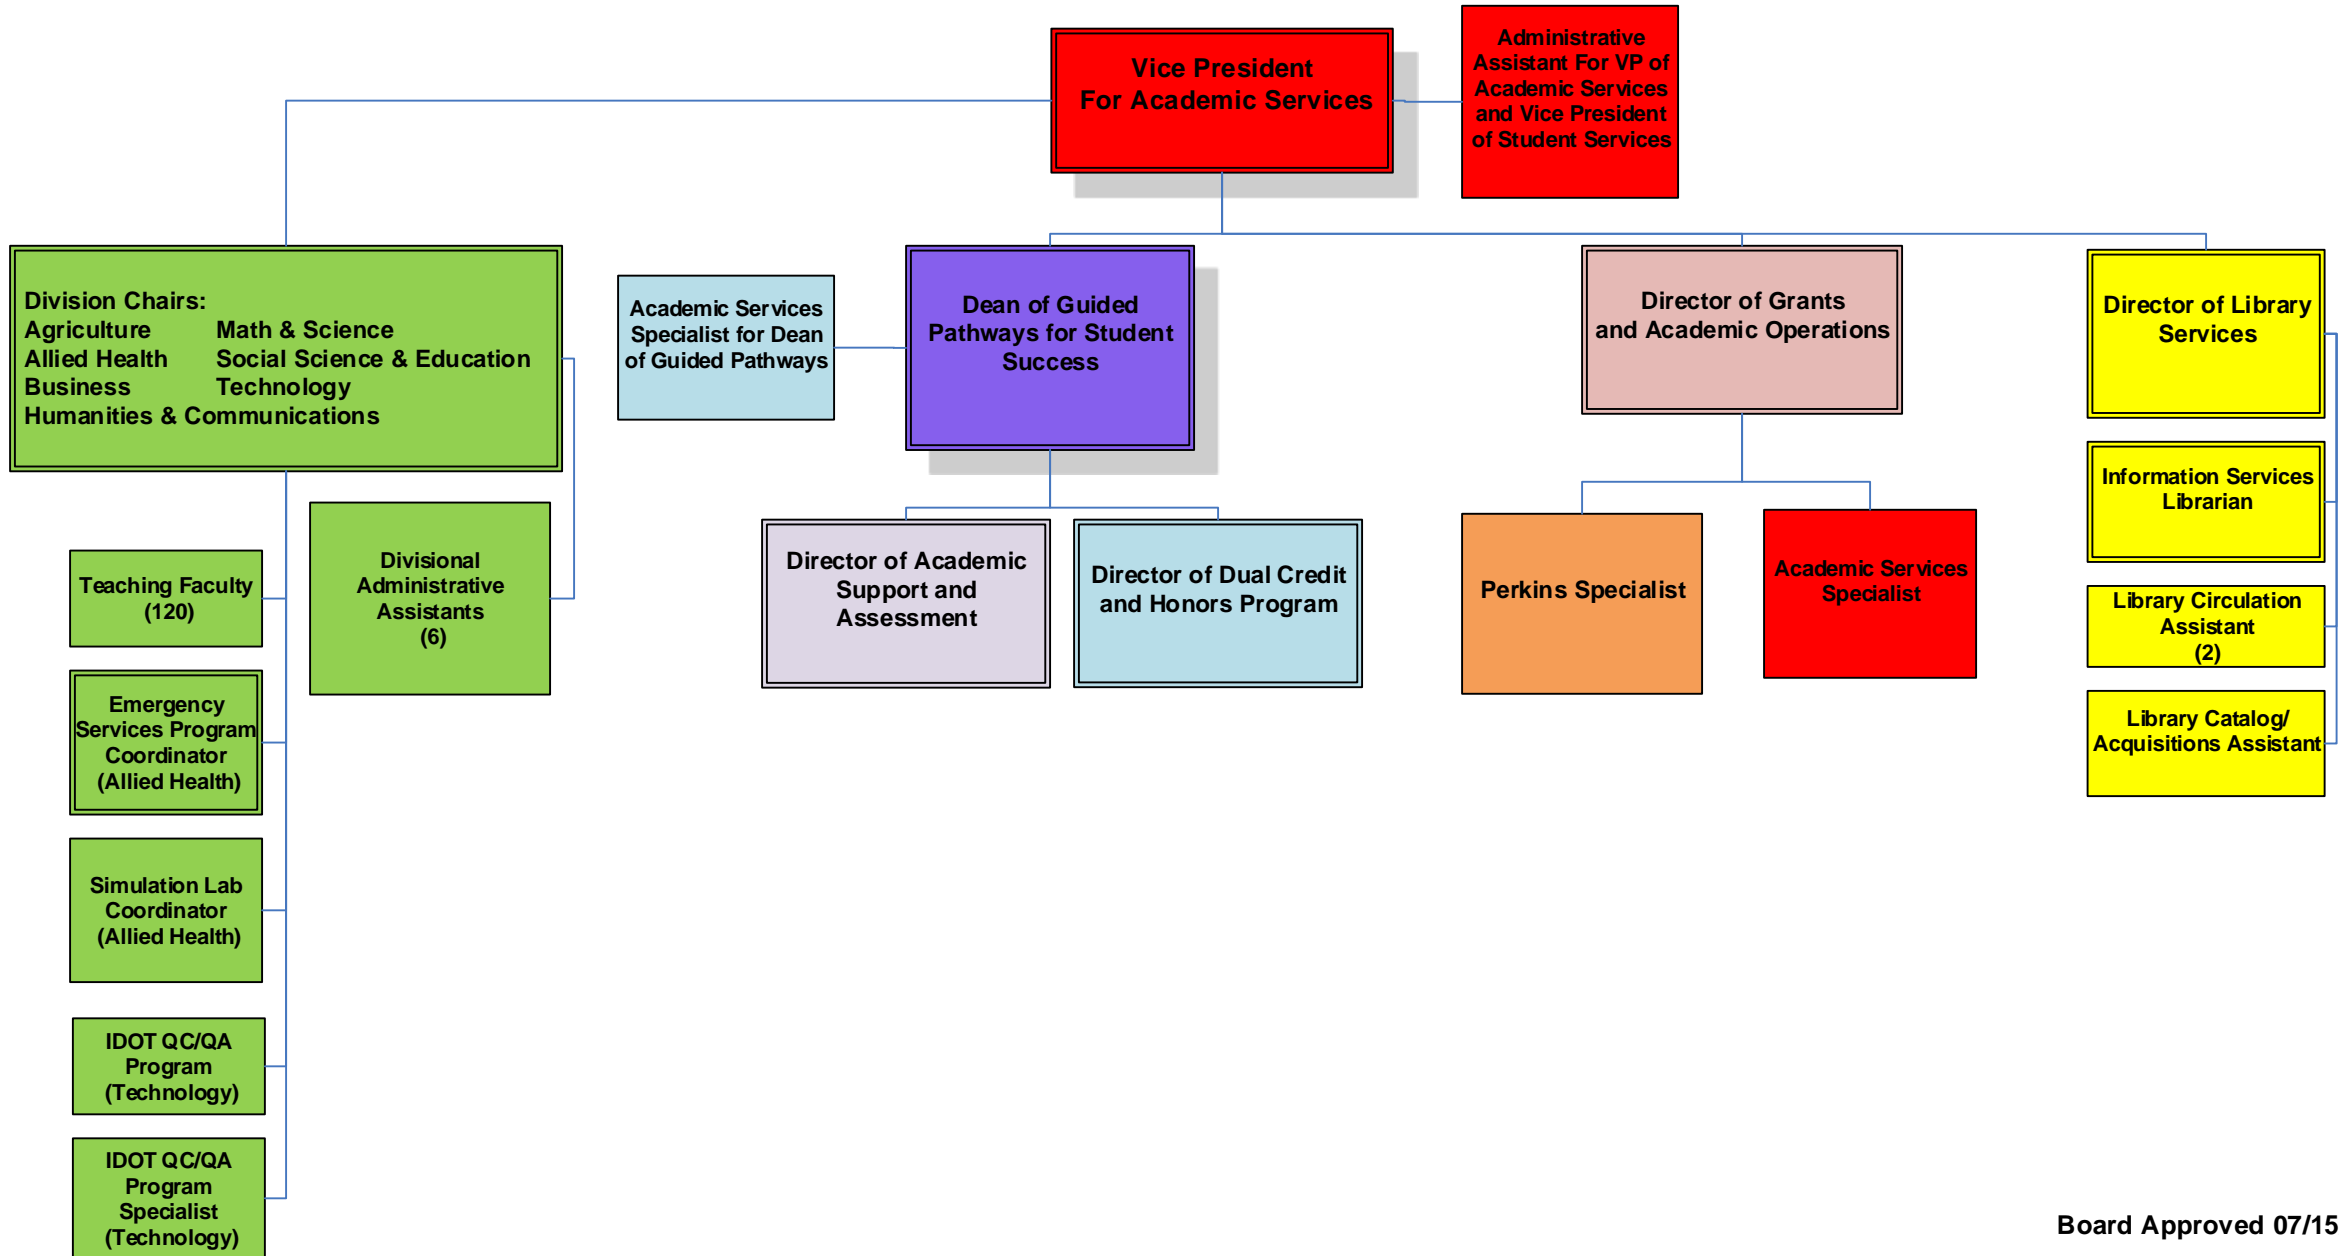 Vice President
For Academic Services
Administrative
Assistant For VP of
Academic Services
and Vice President
of Student Services
Division Chairs:
Agriculture Math & Science
Allied Health Social Science & Education
Business Technology
Humanities & Communications
Academic Services
Specialist for Dean
of Guided Pathways
Dean of Guided
Pathways for Student
Success
Director of Grants
and Academic Operations
Director of Library
Services
Information Services
Librarian
Library Circulation
Assistant
(2)
Library Catalog/
Acquisitions Assistant
Teaching Faculty
(120)
Divisional
Administrative
Assistants
(6)
Director of Academic
Support and
Assessment
Director of Dual Credit
and Honors Program
Perkins Specialist
Academic Services
Specialist
Emergency
Services Program
Coordinator
(Allied Health)
Simulation Lab
Coordinator
(Allied Health)
IDOT QC/QA
Program
(Technology)
IDOT QC/QA
Program
Specialist
(Technology)
Board Approved 07/15